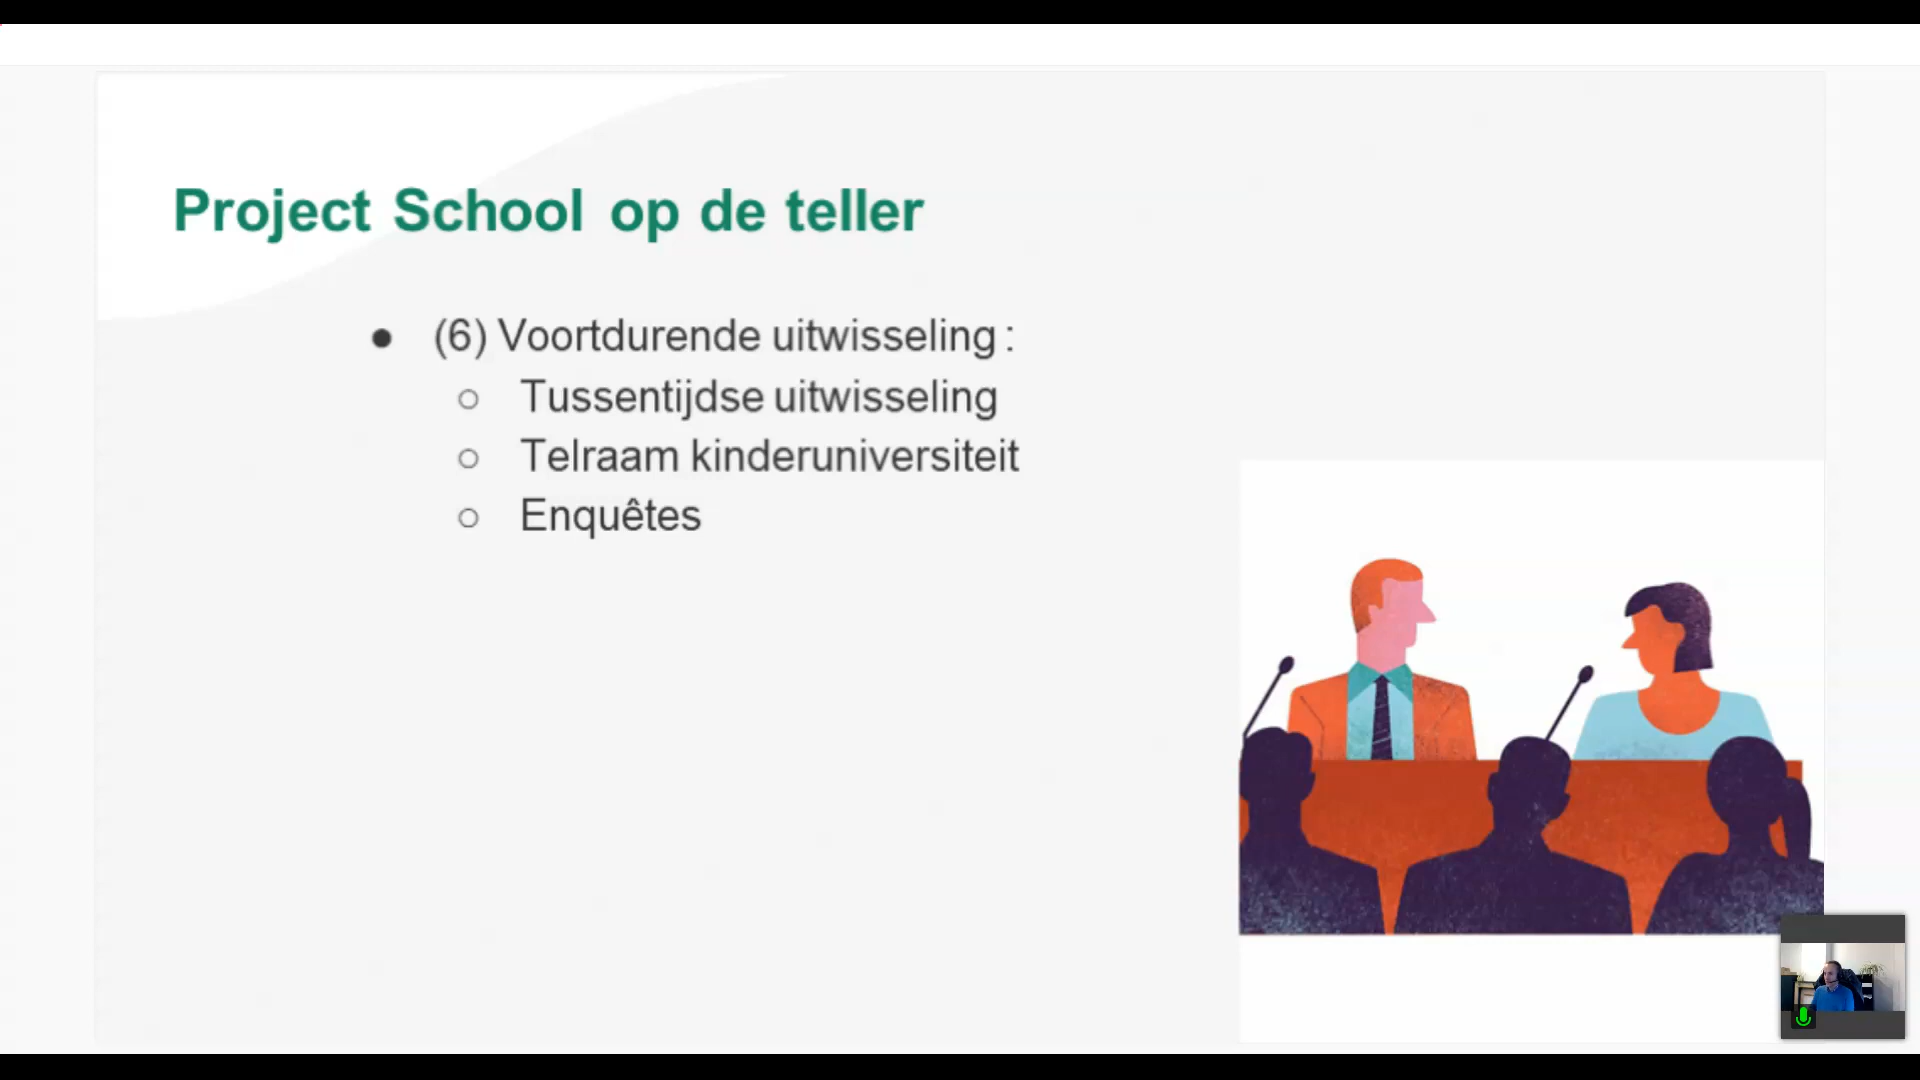 Project School op de teller
● (6) Voortdurende uitwisseling :
○ Tussentijdse uitwisseling
○ Telraam kinderuniversiteit
○ Enquêtes